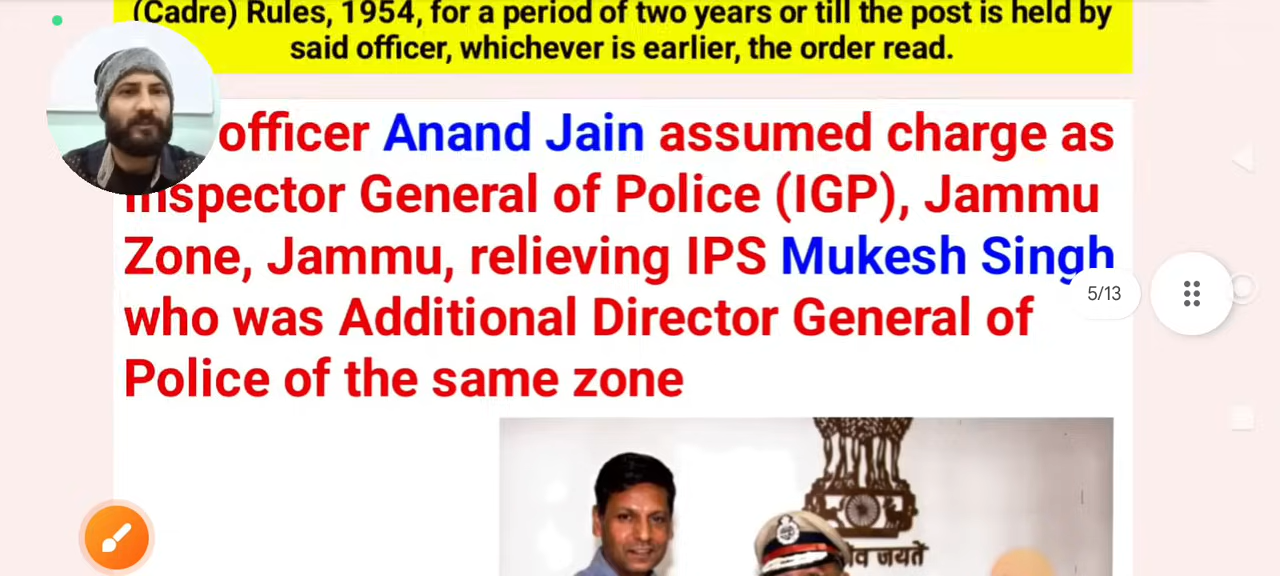 (Cadre) Rules, 1954, for a period of two years or till the post is held by
said officer, whichever is earlier, the order read.
officer Anand Jain assumed charge as
Inspector General of Police (IGP), Jammu
Zone, Jammu, relieving IPS Mukesh Singh
5/13
who was Additional Director General of
Police of the same zone
जयते